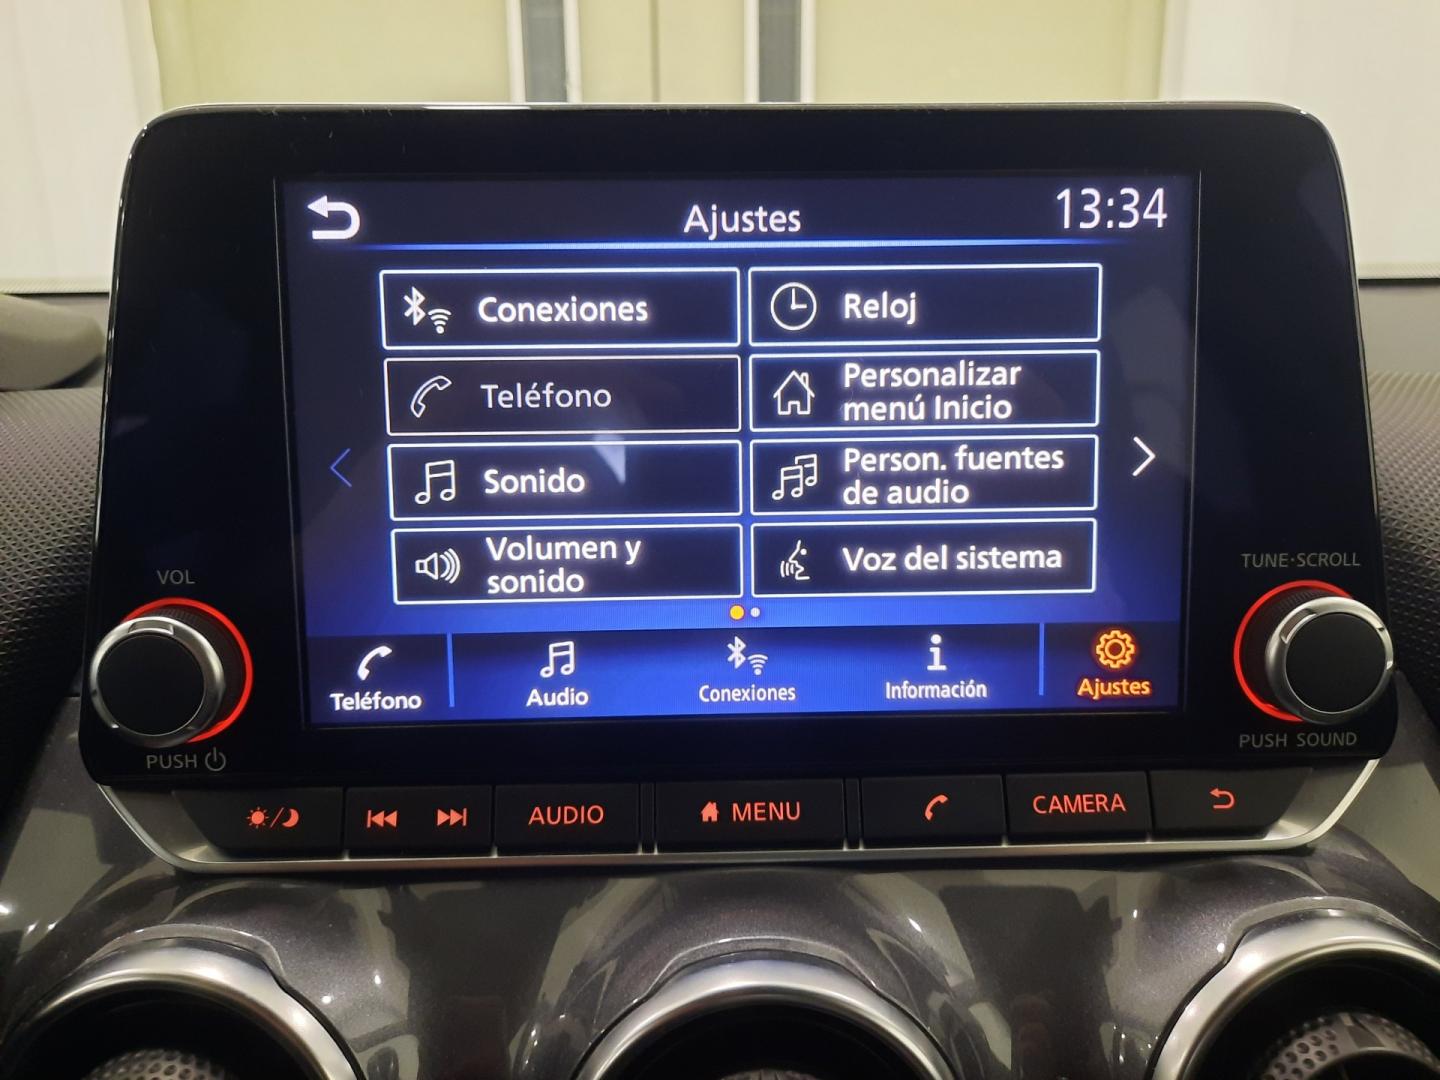 Ajustes
13:34
Conexiones
Reloj
Teléfono
Personalizar
menú Inicio
Sonido
Person. fuentes
de audio
Volumen y
sonido
Voz del sistema
Teléfono
Audio
Conexiones
Información
Ajustes
VOL
PUSH
TUNE·SCROLL
PUSH SOUND
AUDIO
MENU
CAMERA